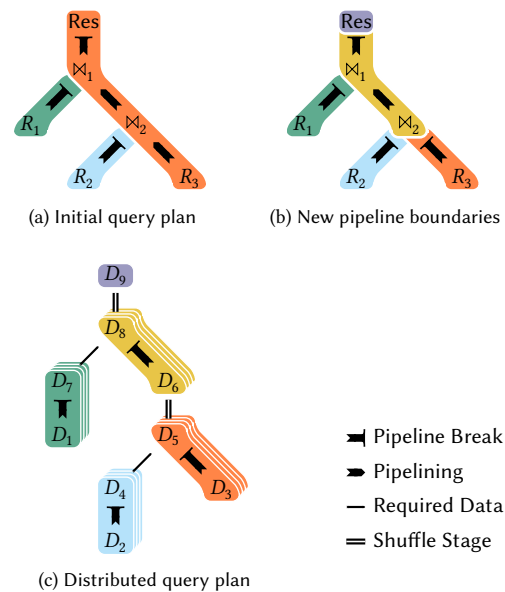 Res
⋈1
R1
⋈2
R2
R3
(a) Initial query plan
Res
⋈1
R1
⋈2
R2
R3
(b) New pipeline boundaries
D9
D8
D7
D6
D1
D5
D4
D3
D2
(c) Distributed query plan
Pipeline Break
Pipelining
Required Data
Shuffle Stage